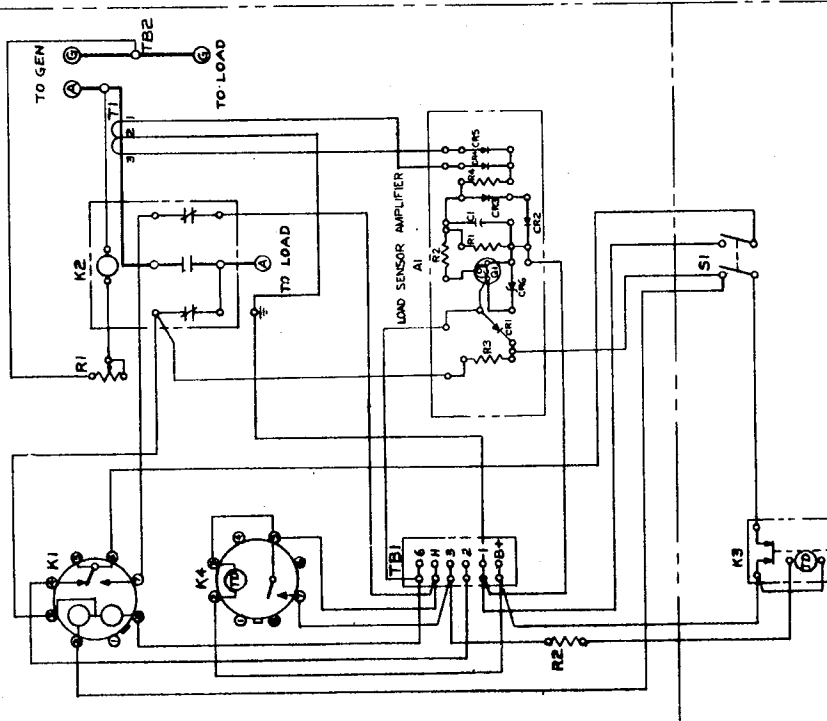 TO GEN
G
TB2
G
TO LOAD
A
T1
1
2
3
K2
A
TO LOAD
R1
LOAD SENSOR AMPLIFIER
A1
R2
R1
C1
R4
CR4
CR5
CR3
CR2
Q1
CR6
CR1
R3
S1
K1
K4
TD
TB1
6
H
3
2
1
B+
R2
K3
TD